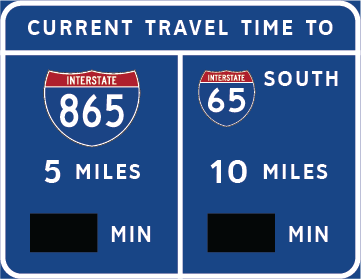 CURRENT TRAVEL TIME TO
INTERSTATE
865
5 MILES
MIN
INTERSTATE
65
SOUTH
10 MILES
MIN